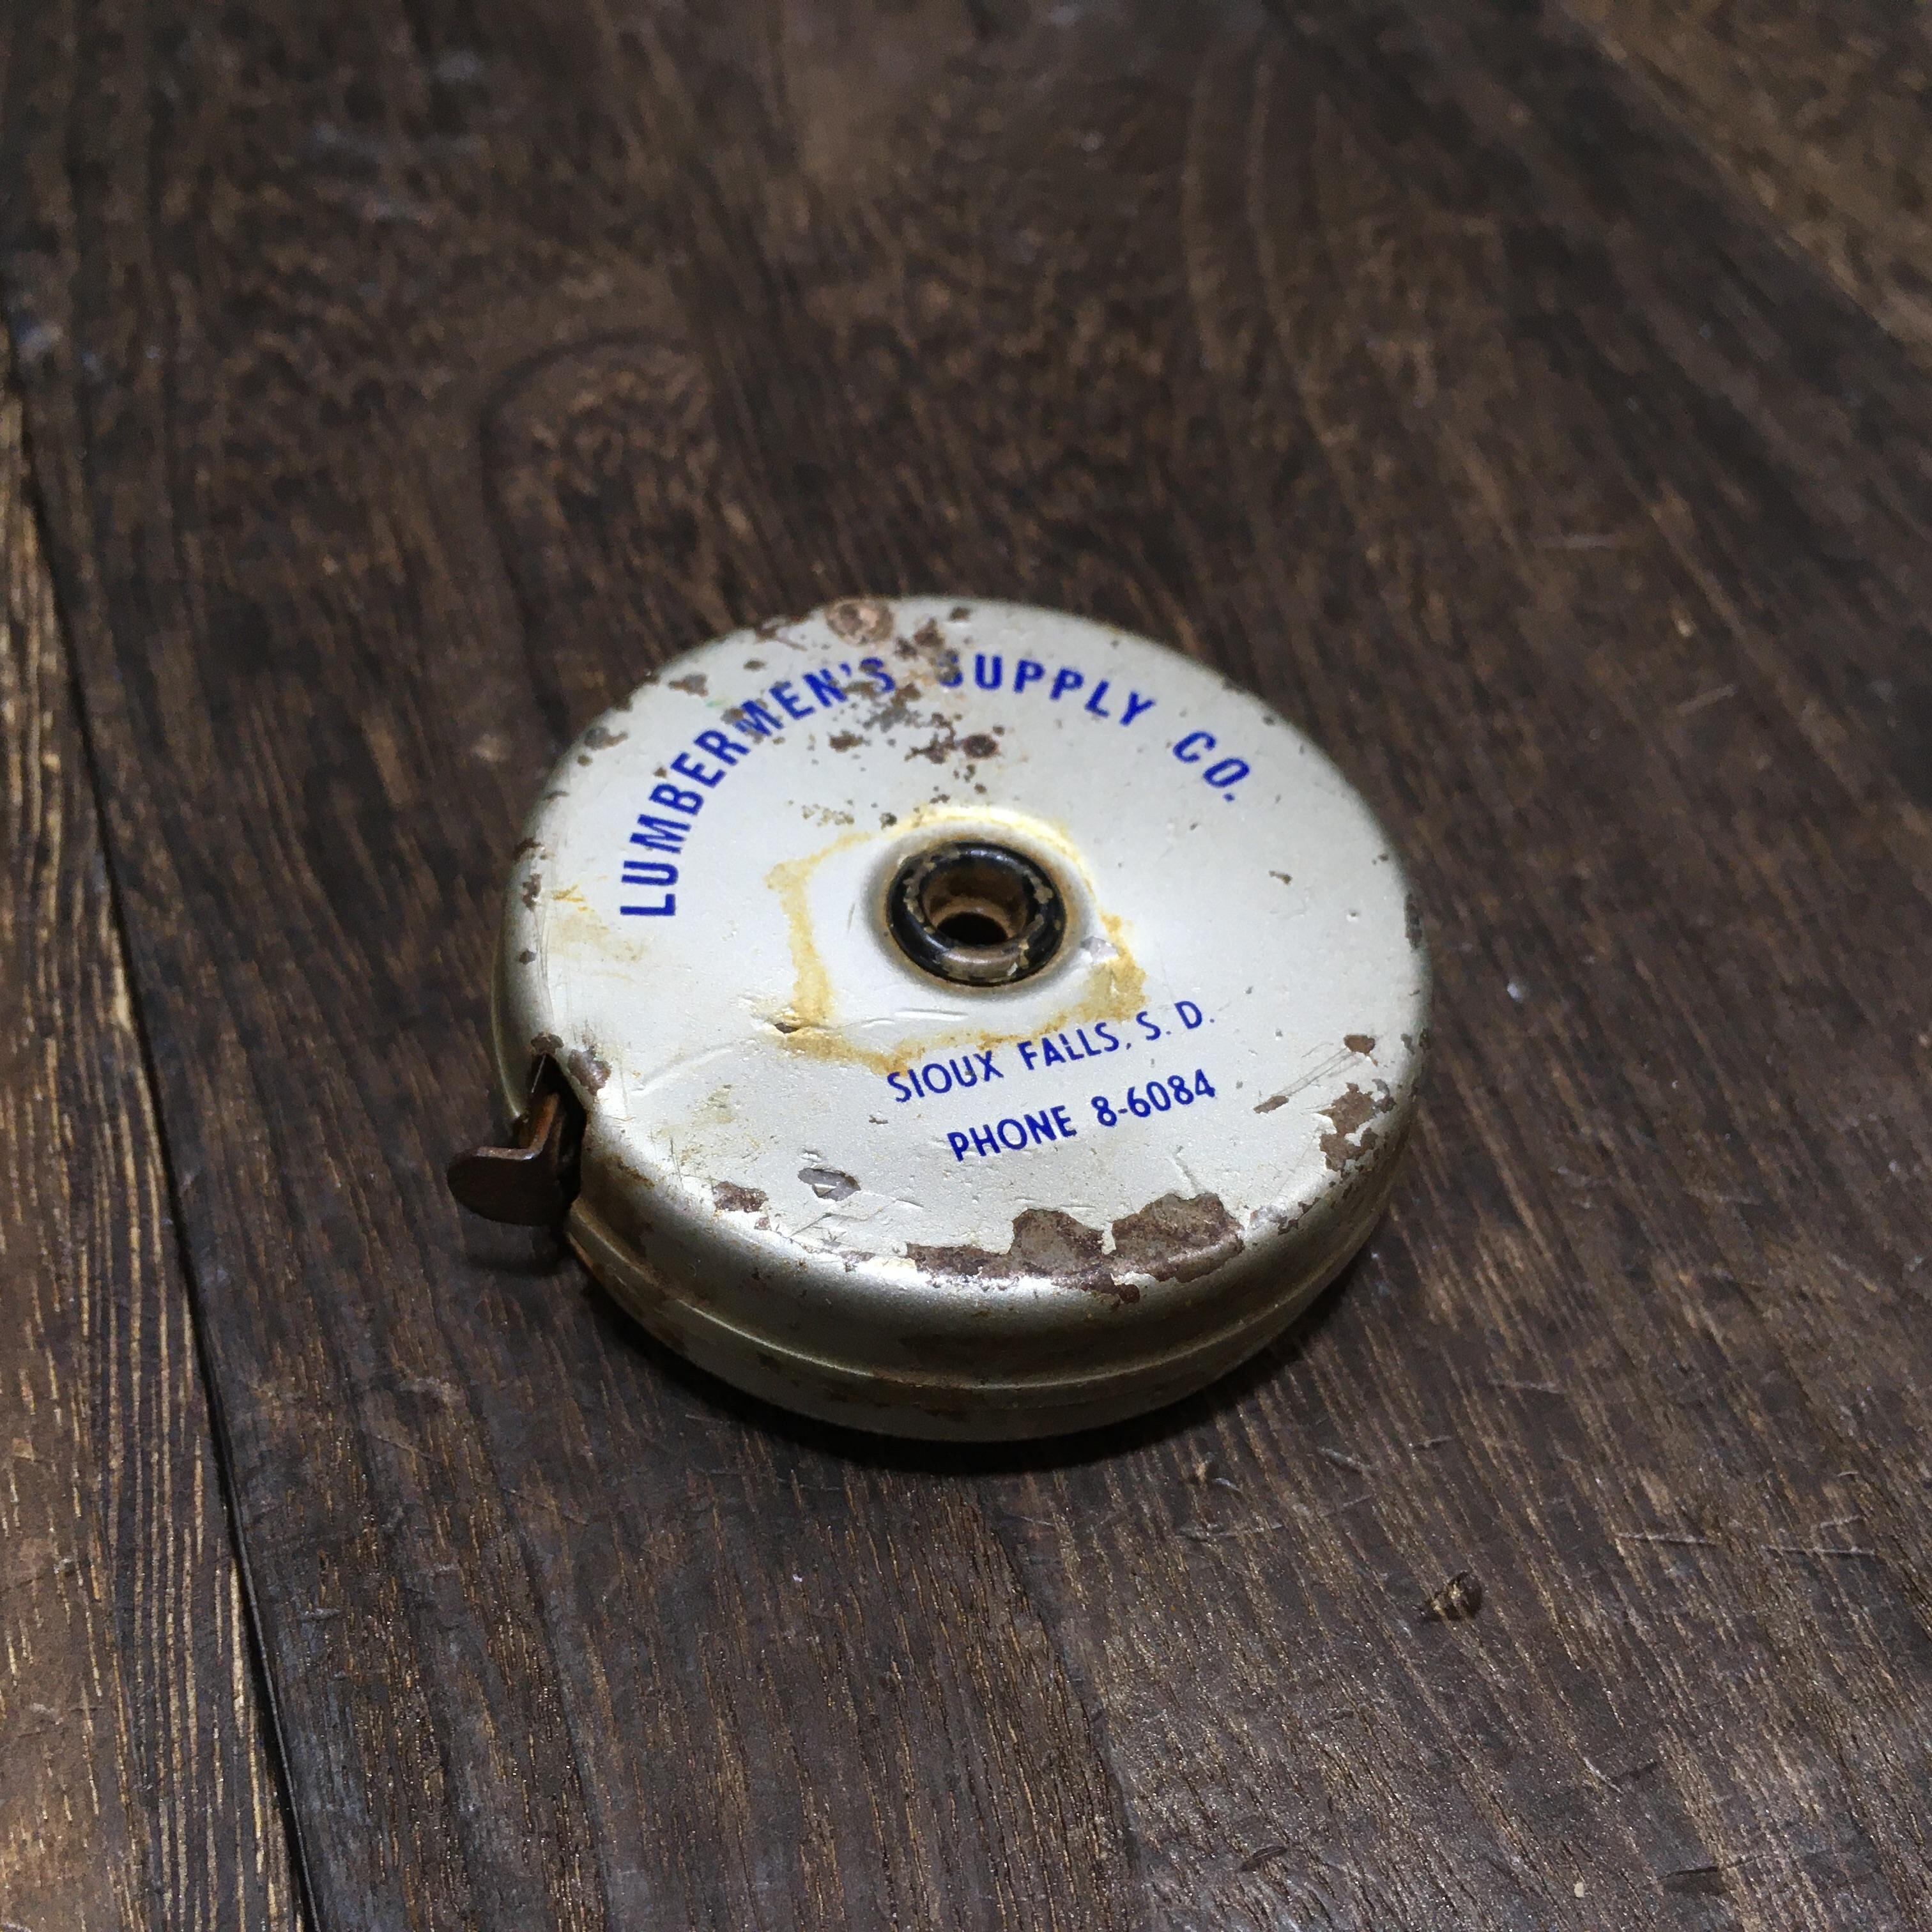 LUMBERMEN'S SUPPLY CO.
SIOUX FALLS, S. D.
PHONE 8-6084